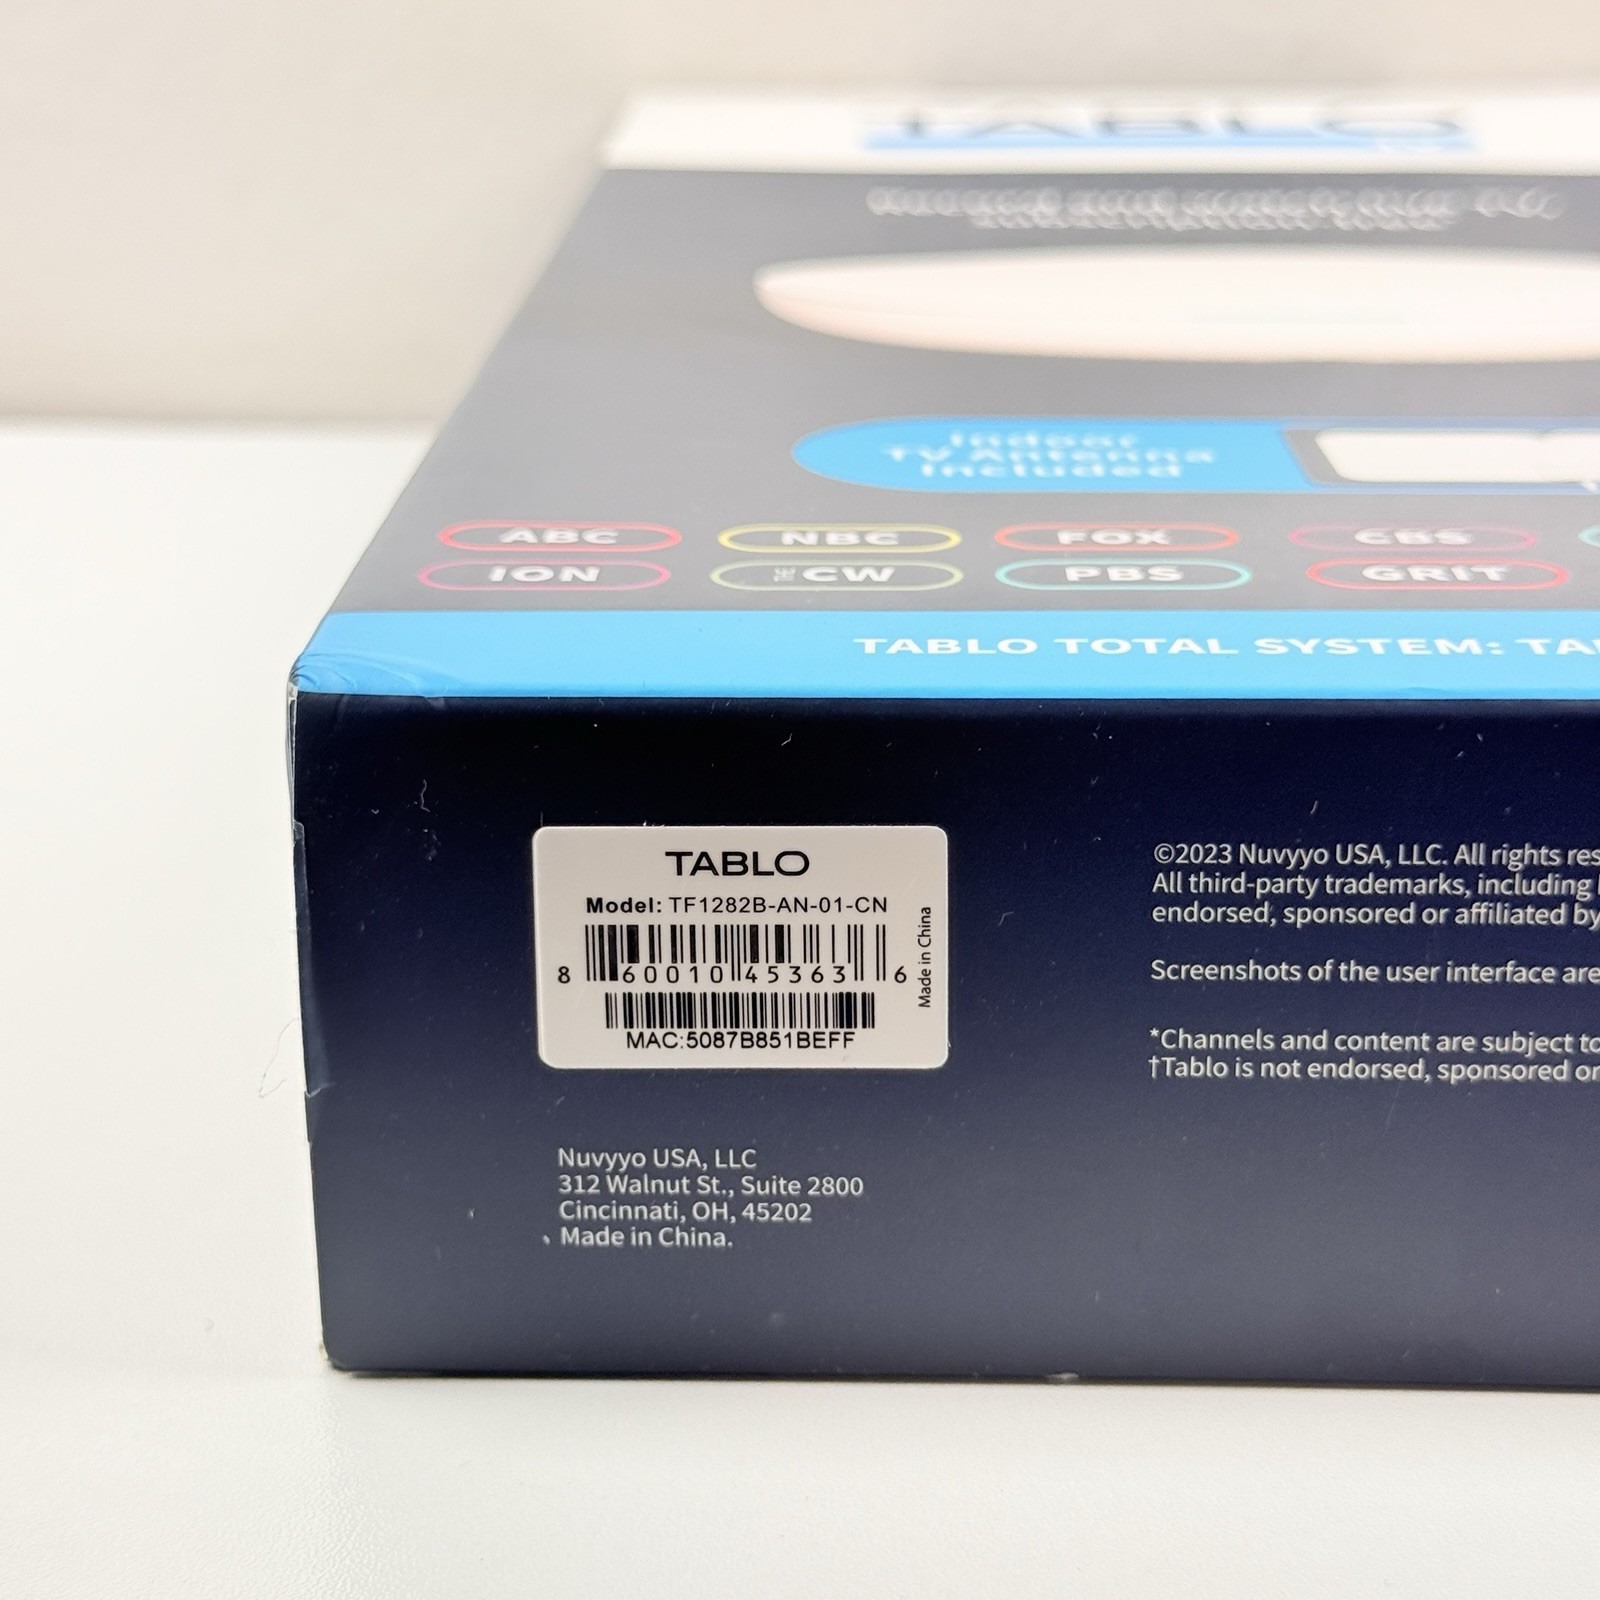 TABLO
Indoor
TV Antenna
Included
ABC NBC FOX CBS
ION THE CW PBS GRIT
TABLO TOTAL SYSTEM:
TABLO
Model: TF1282B-AN-01-CN
8 60010 45363 6
MAC:5087B851BEFF
Made in China
Nuvyyo USA, LLC
312 Walnut St., Suite 2800
Cincinnati, OH, 45202
Made in China.
©2023 Nuvyyo USA, LLC. All rights res
All third-party trademarks, including
endorsed, sponsored or affiliated by
Screenshots of the user interface are
*Channels and content are subject to
†Tablo is not endorsed, sponsored or